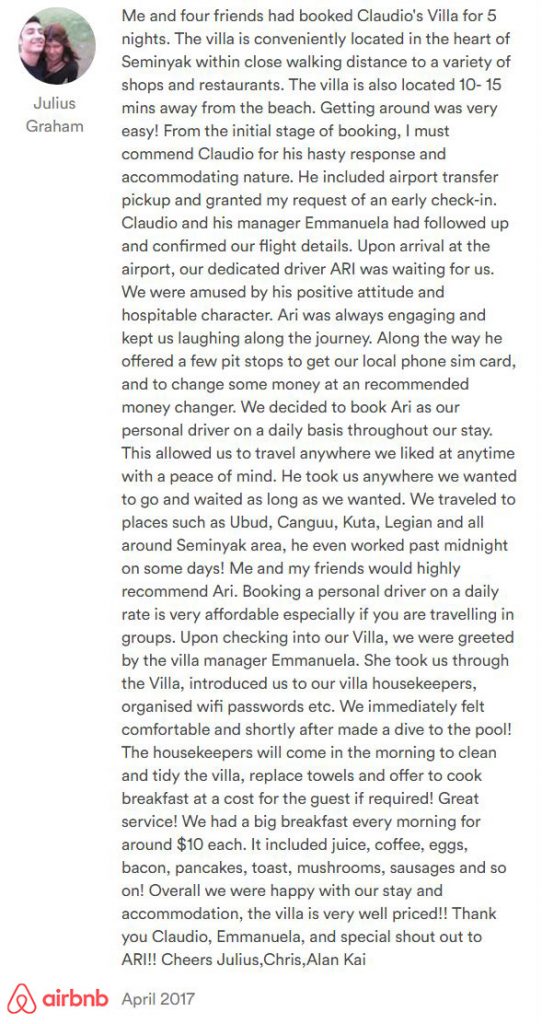 Julius
Graham
Me and four friends had booked Claudio's Villa for 5
nights. The villa is conveniently located in the heart of
Seminyak within close walking distance to a variety of
shops and restaurants. The villa is also located 10- 15
mins away from the beach. Getting around was very
easy! From the initial stage of booking, I must
commend Claudio for his hasty response and
accommodating nature. He included airport transfer
pickup and granted my request of an early check-in.
Claudio and his manager Emmanuela had followed up
and confirmed our flight details. Upon arrival at the
airport, our dedicated driver ARI was waiting for us.
We were amused by his positive attitude and
hospitable character. Ari was always engaging and
kept us laughing along the journey. Along the way he
offered a few pit stops to get our local phone sim card,
and to change some money at an recommended
money changer. We decided to book Ari as our
personal driver on a daily basis throughout our stay.
This allowed us to travel anywhere we liked at anytime
with a peace of mind. He took us anywhere we wanted
to go and waited as long as we wanted. We traveled to
places such as Ubud, Canguu, Kuta, Legian and all
around Seminyak area, he even worked past midnight
on some days! Me and my friends would highly
recommend Ari. Booking a personal driver on a daily
rate is very affordable especially if you are travelling in
groups. Upon checking into our Villa, we were greeted
by the villa manager Emmanuela. She took us through
the Villa, introduced us to our villa housekeepers,
organised wifi passwords etc. We immediately felt
comfortable and shortly after made a dive to the pool!
The housekeepers will come in the morning to clean
and tidy the villa, replace towels and offer to cook
breakfast at a cost for the guest if required! Great
service! We had a big breakfast every morning for
around $10 each. It included juice, coffee, eggs,
bacon, pancakes, toast, mushrooms, sausages and so
on! Overall we were happy with our stay and
accommodation, the villa is very well priced!! Thank
you Claudio, Emmanuela, and special shout out to
ARI!! Cheers Julius,Chris,Alan Kai
airbnb April 2017